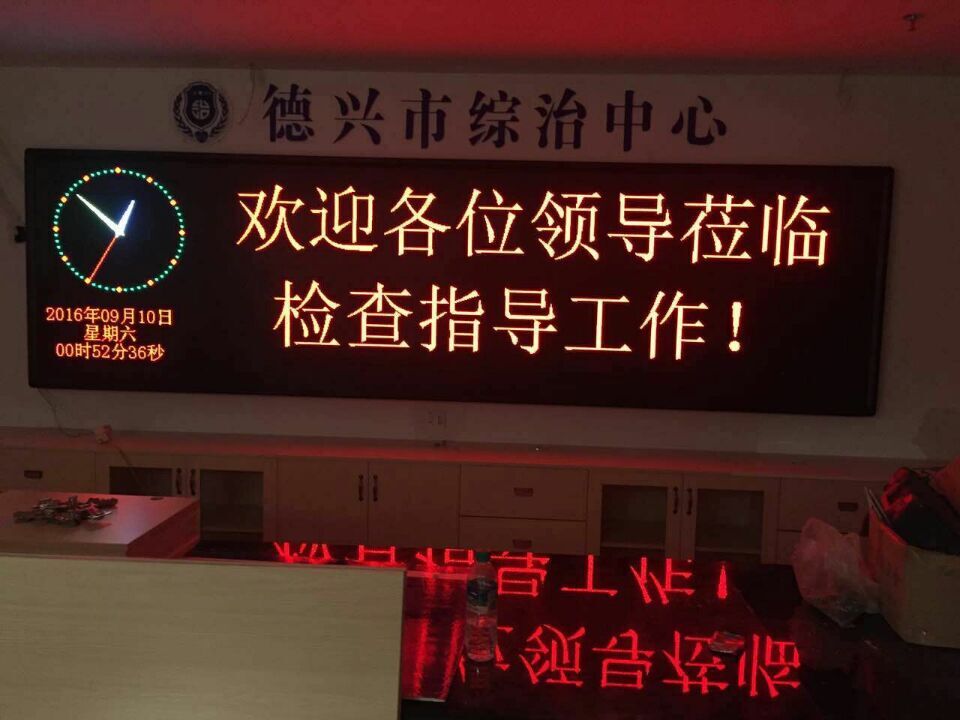 德兴市综治中心
欢迎各位领导莅临
检查指导工作！
2016年09月10日
星期六
00时52分36秒